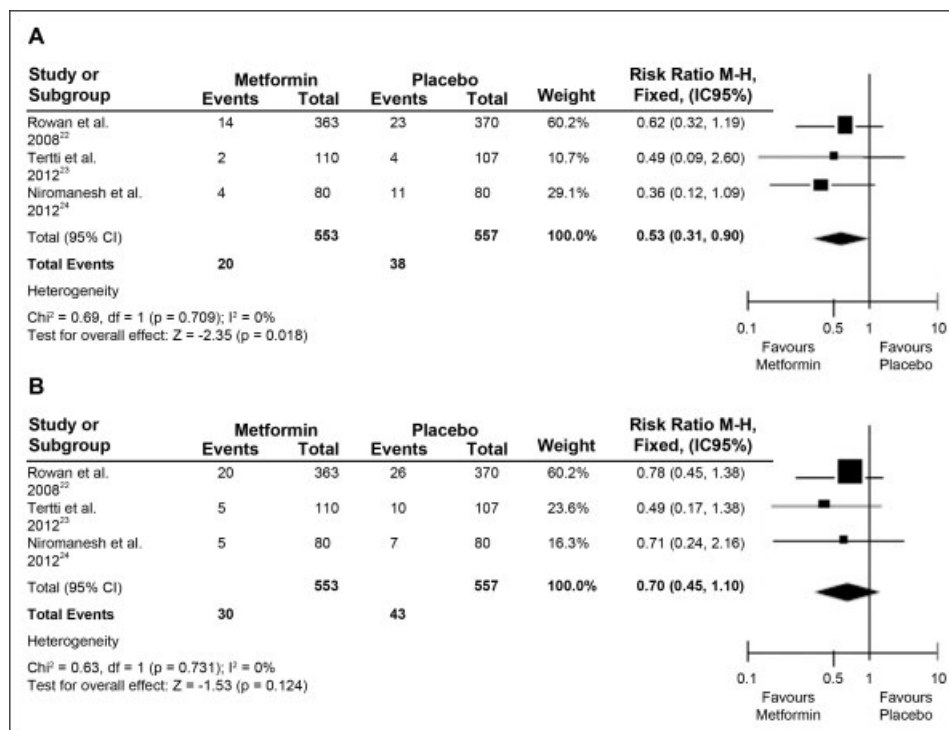 A
Study or Subgroup Metformin Events Total Placebo Events Total Weight Risk Ratio M-H, Fixed, (IC95%)
Rowan et al. 2008²² 14 363 23 370 60.2% 0.62 (0.32, 1.19)
Tertti et al. 2012²³ 2 110 4 107 10.7% 0.49 (0.09, 2.60)
Niromanesh et al. 2012²⁴ 4 80 11 80 29.1% 0.36 (0.12, 1.09)
Total (95% CI) 553 557 100.0% 0.53 (0.31, 0.90)
Total Events 20 38
Heterogeneity
Chi² = 0.69, df = 1 (p = 0.709); I² = 0%
Test for overall effect: Z = -2.35 (p = 0.018)
0.1 0.5 1 10
Favours Metformin Favours Placebo
B
Study or Subgroup Metformin Events Total Placebo Events Total Weight Risk Ratio M-H, Fixed, (IC95%)
Rowan et al. 2008²² 20 363 26 370 60.2% 0.78 (0.45, 1.38)
Tertti et al. 2012²³ 5 110 10 107 23.6% 0.49 (0.17, 1.38)
Niromanesh et al. 2012²⁴ 5 80 7 80 16.3% 0.71 (0.24, 2.16)
Total (95% CI) 553 557 100.0% 0.70 (0.45, 1.10)
Total Events 30 43
Heterogeneity
Chi² = 0.63, df = 1 (p = 0.731); I² = 0%
Test for overall effect: Z = -1.53 (p = 0.124)
0.1 0.5 1 10
Favours Metformin Favours Placebo